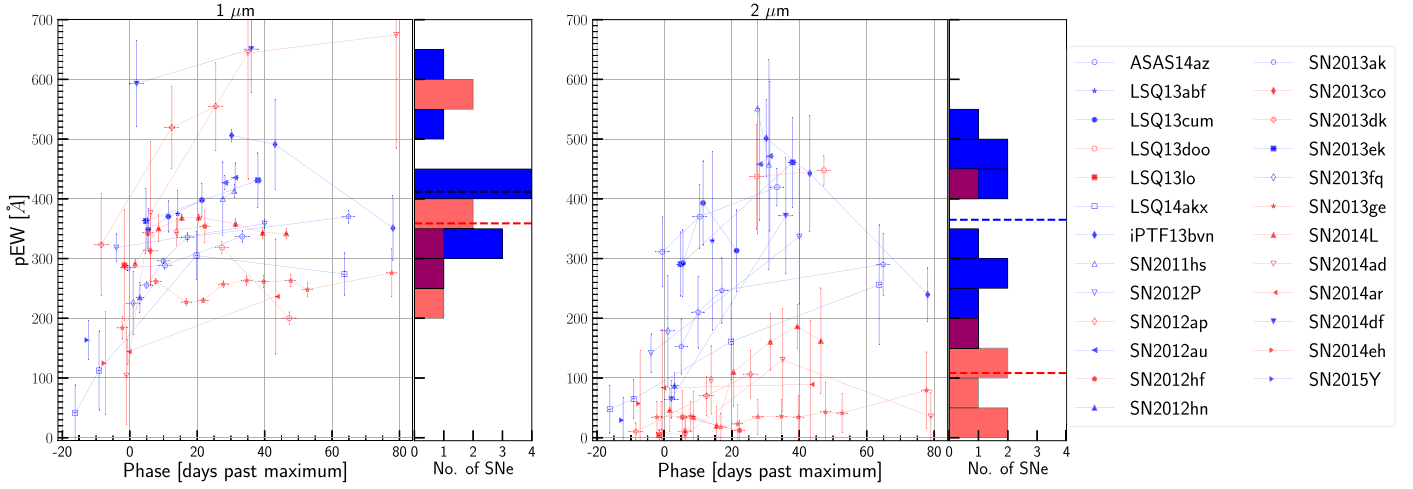 1 μm
2 μm
pEW [Å]
700
600
500
400
300
200
100
0
-20 0 20 40 60 80
Phase [days past maximum]
0 1 2 3 4
No. of SNe
700
600
500
400
300
200
100
0
-20 0 20 40 60 80
Phase [days past maximum]
0 1 2 3 4
No. of SNe
ASAS14az
LSQ13abf
LSQ13cum
LSQ13doo
LSQ13lo
LSQ14akx
iPTF13bvn
SN2011hs
SN2012P
SN2012ap
SN2012au
SN2012hf
SN2012hn
SN2013ak
SN2013co
SN2013dk
SN2013ek
SN2013fq
SN2013ge
SN2014L
SN2014ad
SN2014ar
SN2014df
SN2014eh
SN2015Y